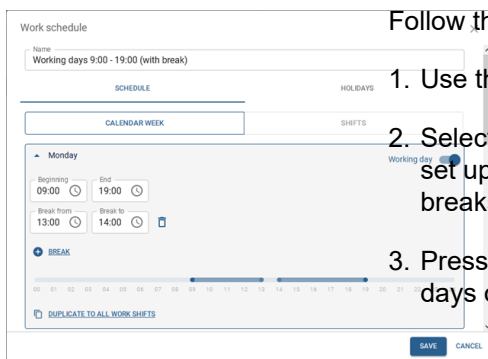 Work schedule
Follow th
Name
Working days 9:00 - 19:00 (with break)
SCHEDULE
HOLIDAYS
1. Use th
CALENDAR WEEK
SHIFTS
2. Select
set up
break
Monday
Working day
Beginning
09:00
End
19:00
Break from
13:00
Break to
14:00
BREAK
3. Press
days o
00 01 02 03 04 05 06 07 08 09 10 11 12 13 14 15 16 17 18 19 20 21 22
DUPLICATE TO ALL WORK SHIFTS
SAVE
CANCEL